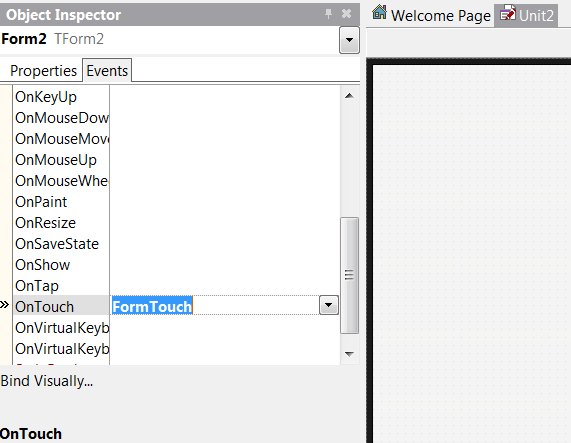 Object Inspector
Form2 TForm2
Properties Events
OnKeyUp
OnMouseDow
OnMouseMove
OnMouseUp
OnMouseWhe
OnPaint
OnResize
OnSaveState
OnShow
OnTap
» OnTouch FormTouch
OnVirtualKeyb
OnVirtualKeyb
Bind Visually...
OnTouch
Welcome Page Unit2